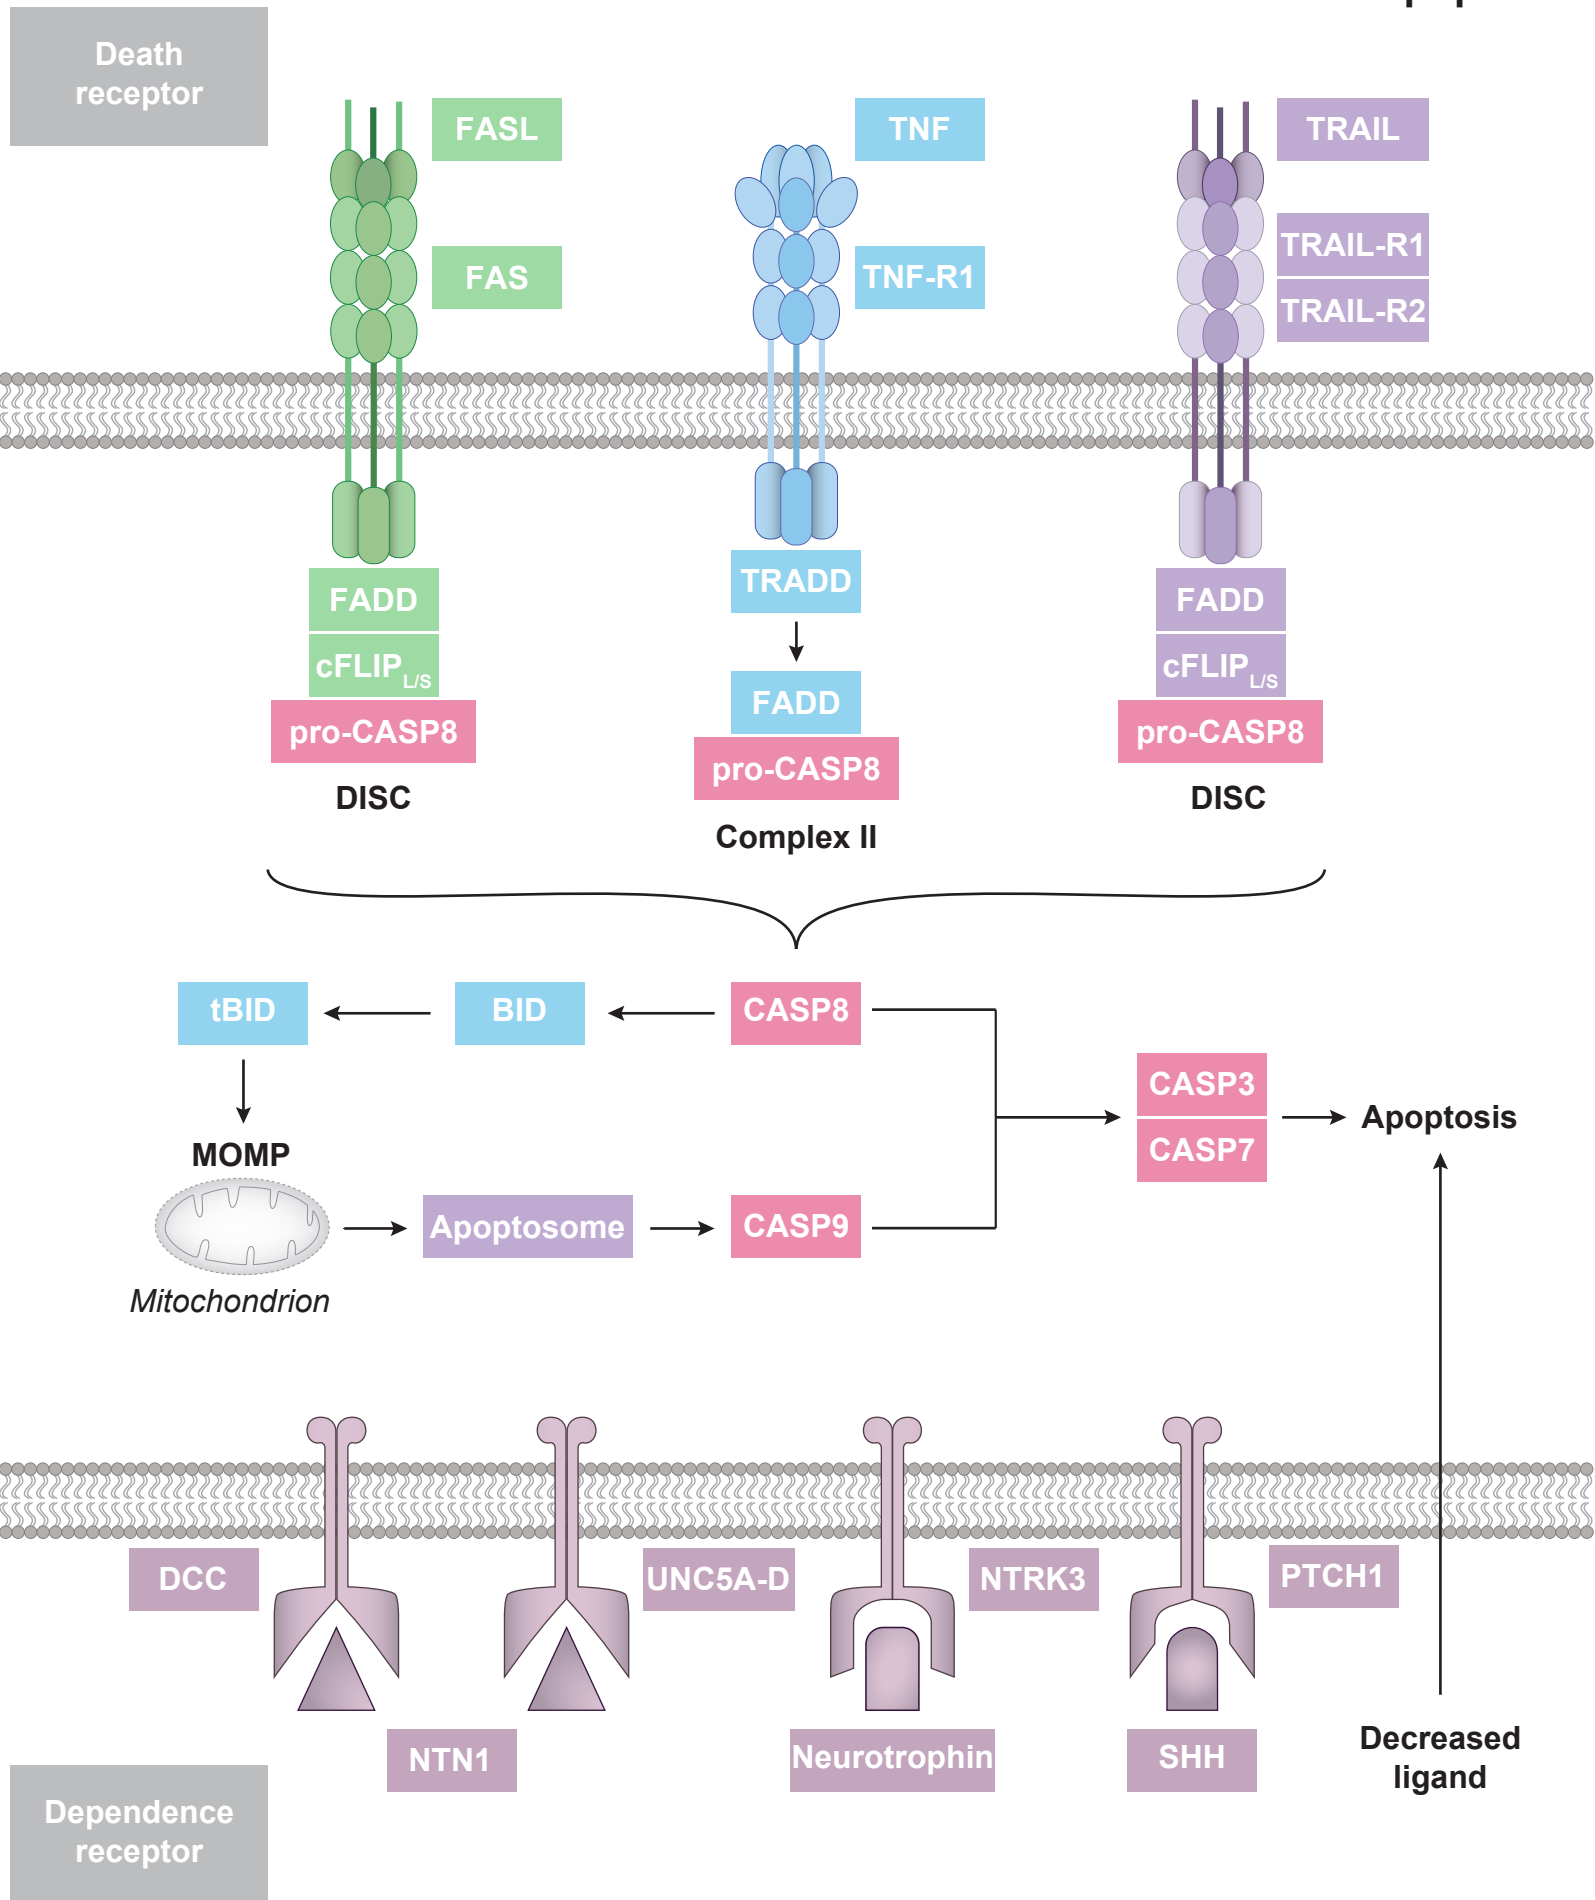 Death
receptor
FASL
TNF
TRAIL
FAS
TNF-R1
TRAIL-R1
TRAIL-R2
FADD
cFLIP L/S
pro-CASP8
DISC
TRADD
FADD
pro-CASP8
Complex II
FADD
cFLIP L/S
pro-CASP8
DISC
tBID
BID
CASP8
CASP3
CASP7
Apoptosis
MOMP
Apoptosome
CASP9
Mitochondrion
DCC
UNC5A-D
NTRK3
PTCH1
NTN1
Neurotrophin
SHH
Decreased
ligand
Dependence
receptor